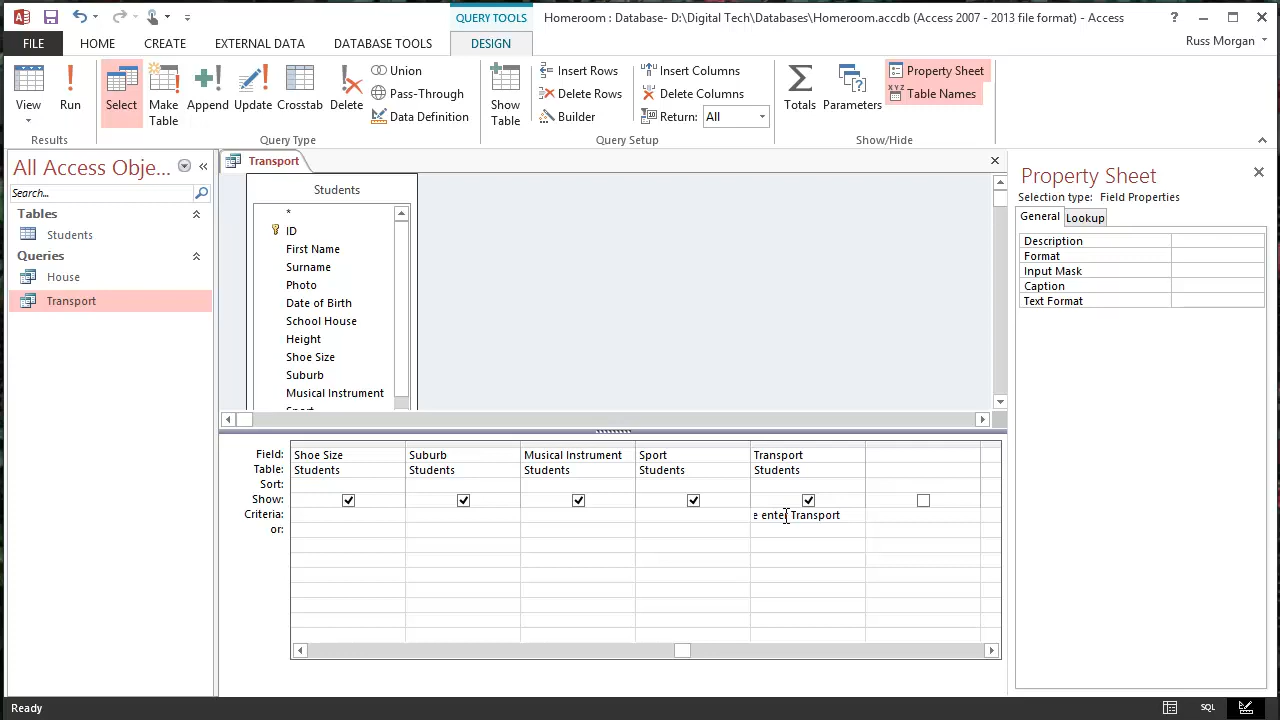 QUERY TOOLS
Homeroom : Database- D:\Digital Tech\Databases\Homeroom.accdb (Access 2007 - 2013 file format) - Access
FILE HOME CREATE EXTERNAL DATA DATABASE TOOLS DESIGN
Russ Morgan
View
Run
Results
Select
Make Table
Append
Update
Crosstab
Delete
Union
Pass-Through
Data Definition
Query Type
Show Table
Insert Rows
Delete Rows
Builder
Insert Columns
Delete Columns
Return: All
Query Setup
Totals
Parameters
Property Sheet
Table Names
Show/Hide
All Access Obje...
Search...
Tables
Students
Queries
House
Transport
Transport
Students
*
ID
First Name
Surname
Photo
Date of Birth
School House
Height
Shoe Size
Suburb
Musical Instrument
Field: Shoe Size Suburb Musical Instrument Sport Transport
Table: Students Students Students Students Students
Sort:
Show:
Criteria: e enter Transport
or:
Property Sheet
Selection type: Field Properties
General Lookup
Description
Format
Input Mask
Caption
Text Format
Ready
SQL